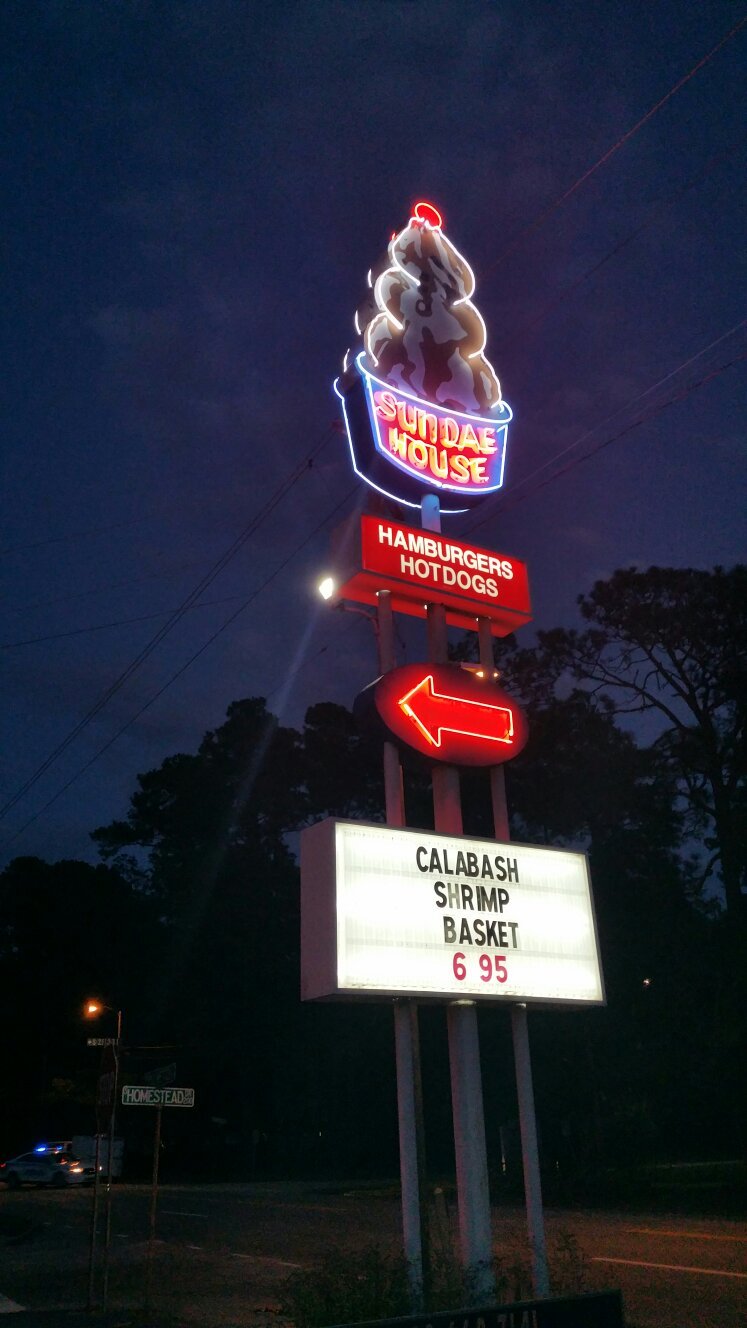 SUNDAE
HOUSE
HAMBURGERS
HOTDOGS
CALABASH
SHRIMP
BASKET
6 95
HOMESTEAD